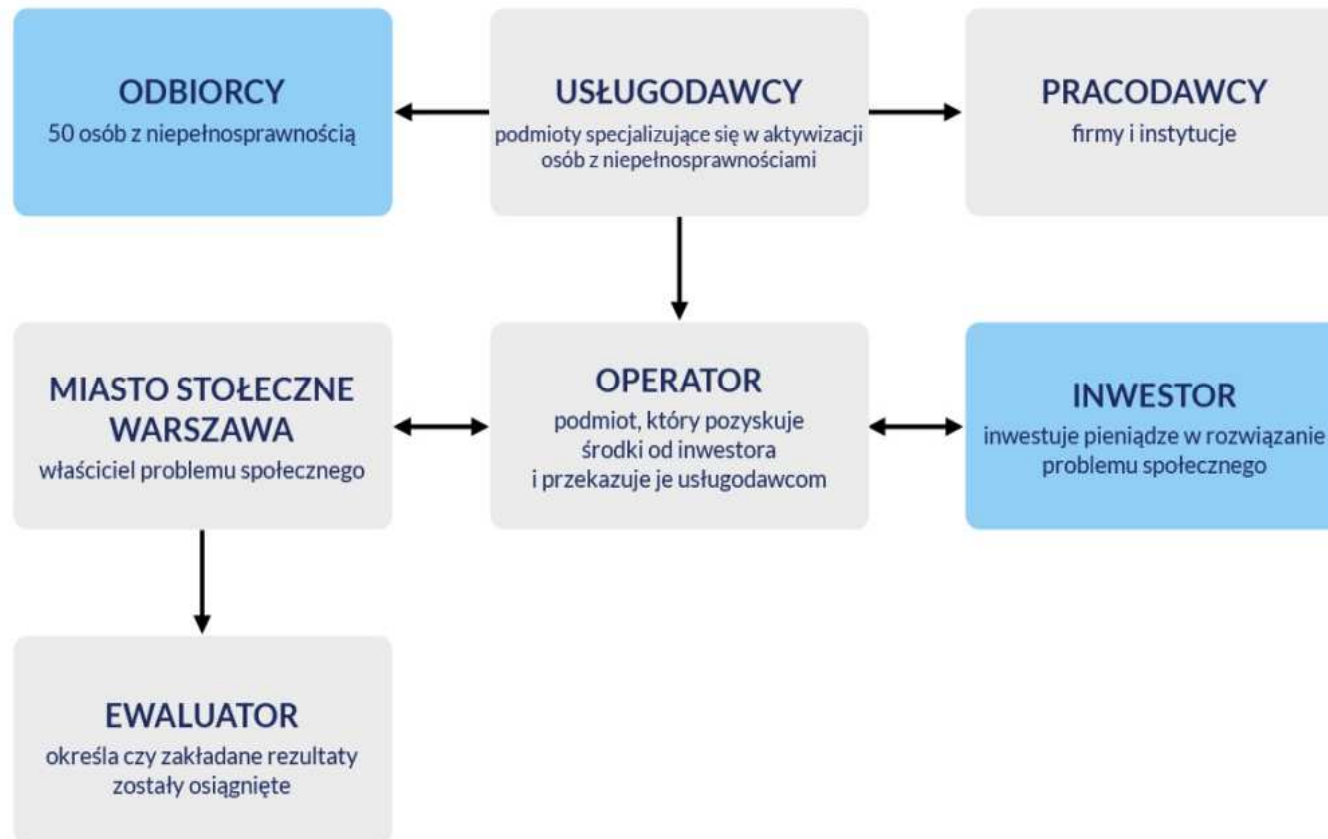 ODBIORCY
50 osób z niepełnosprawnością
USŁUGODAWCY
podmioty specjalizujące się w aktywizacji
osób z niepełnosprawnościami
PRACODAWCY
firmy i instytucje
MIASTO STOŁECZNE
WARSZAWA
właściciel problemu społecznego
OPERATOR
podmiot, który pozyskuje
środki od inwestora
i przekazuje je usługodawcom
INWESTOR
inwestuje pieniądze w rozwiązanie
problemu społecznego
EWALUATOR
określa czy zakładane rezultaty
zostały osiągnięte